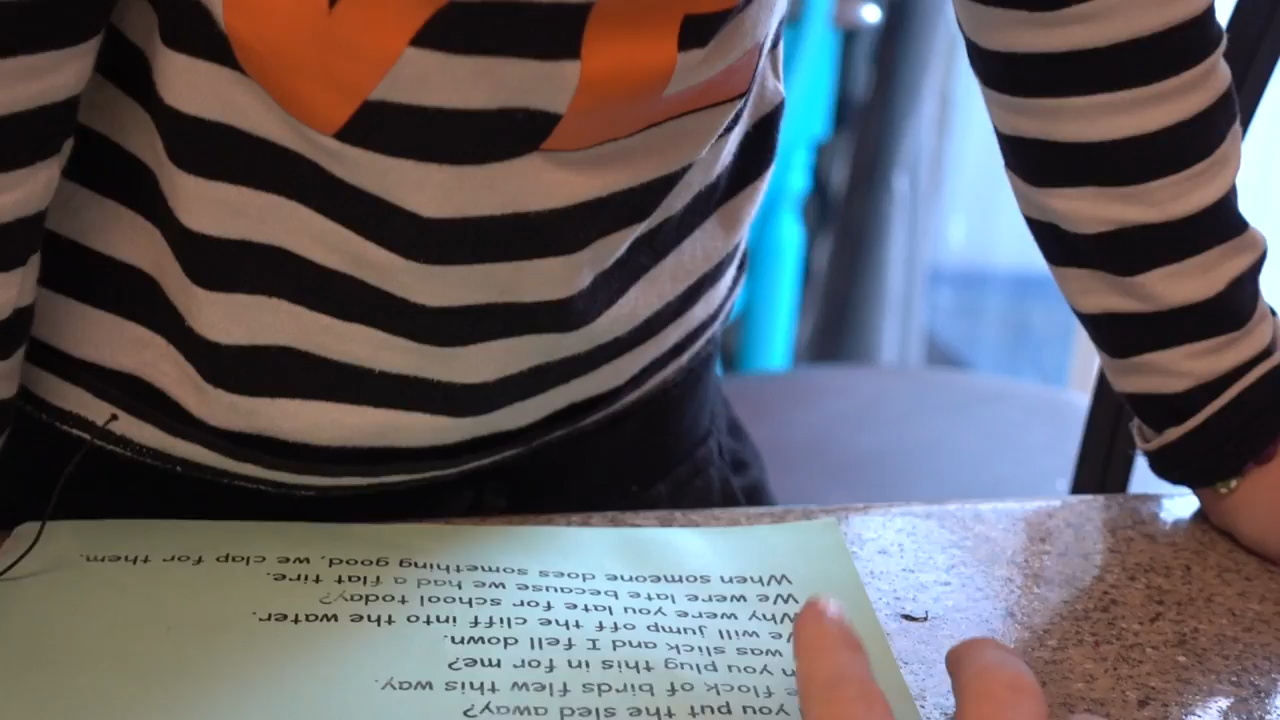 you put the sled away?
flock of birds flew this way.
you plug this in for me?
was slick and I fell down.
We will jump off the cliff into the water.
Why were you late for school today?
We were late because we had a flat tire.
When someone does something good, we clap for them.